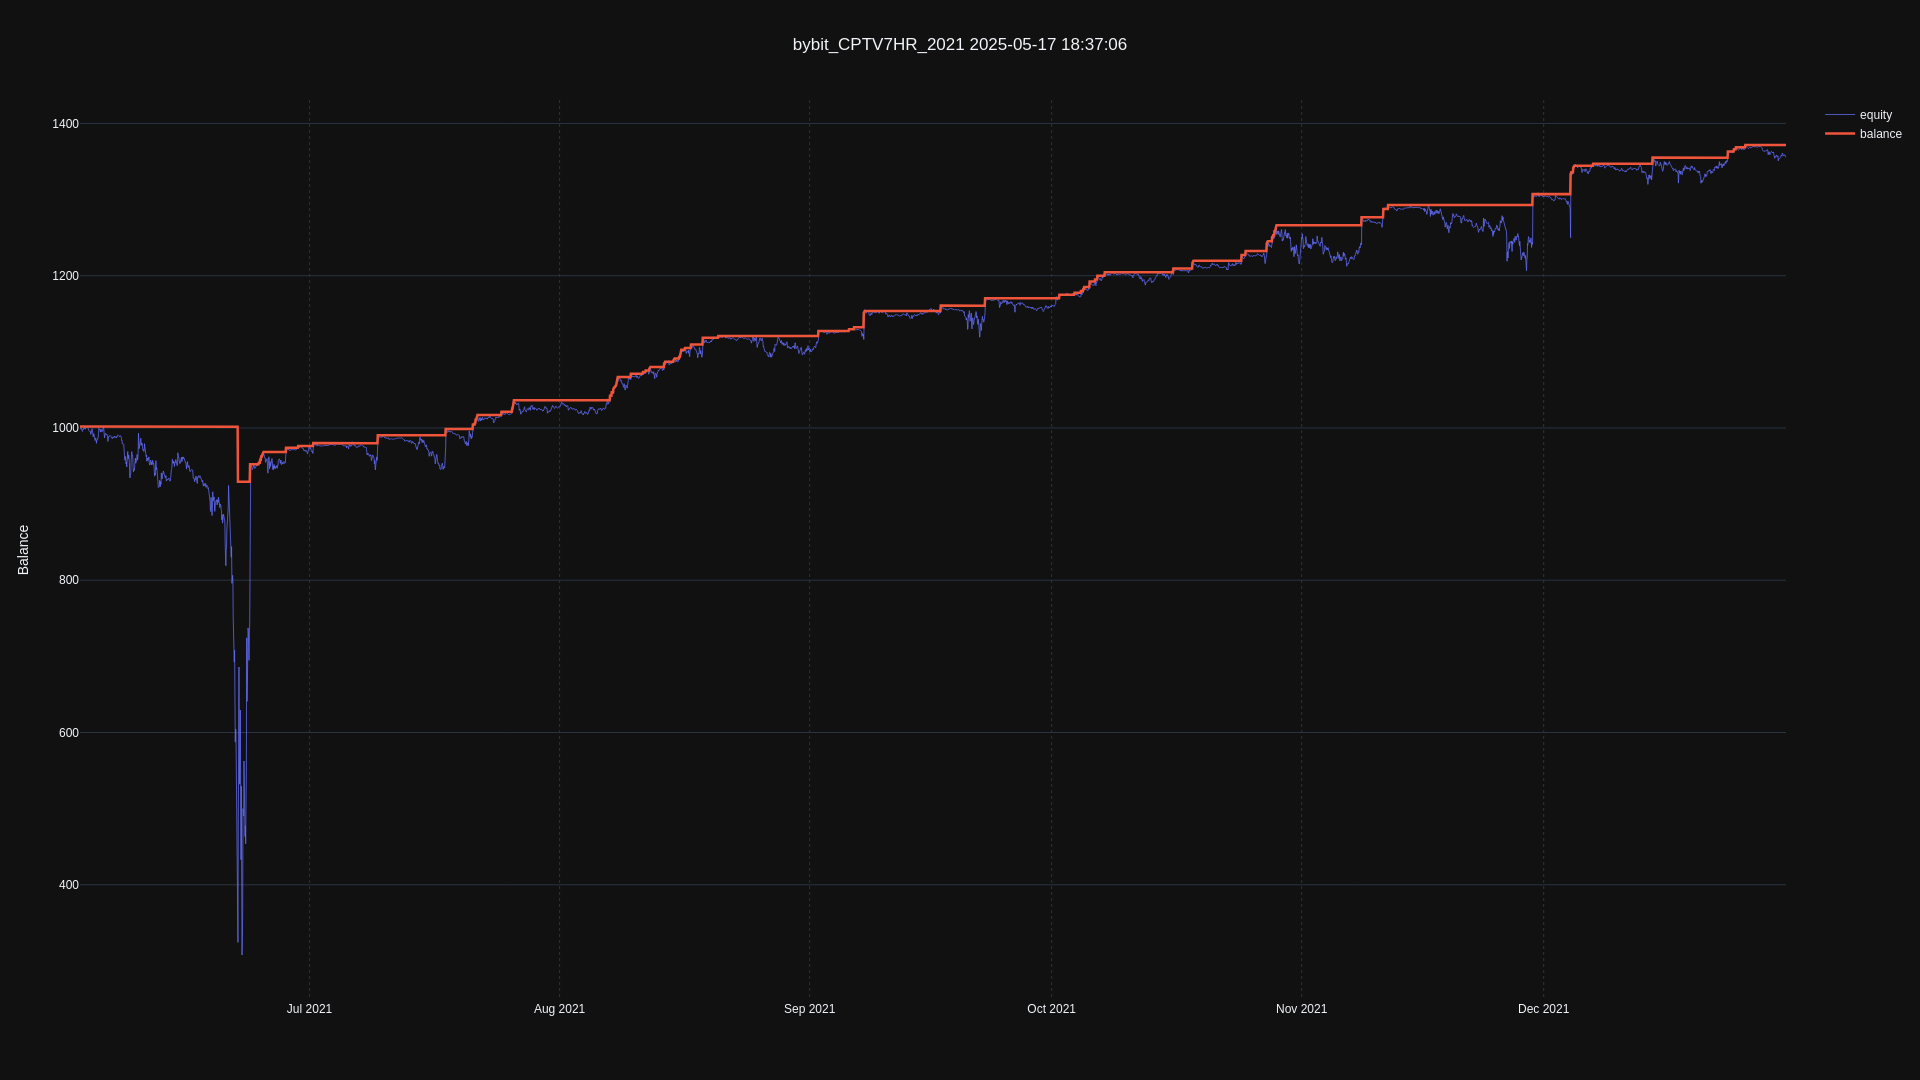 bybit_CPTV7HR_2021 2025-05-17 18:37:06
equity
balance
1400
1200
1000
800
600
400
Balance
Jul 2021
Aug 2021
Sep 2021
Oct 2021
Nov 2021
Dec 2021